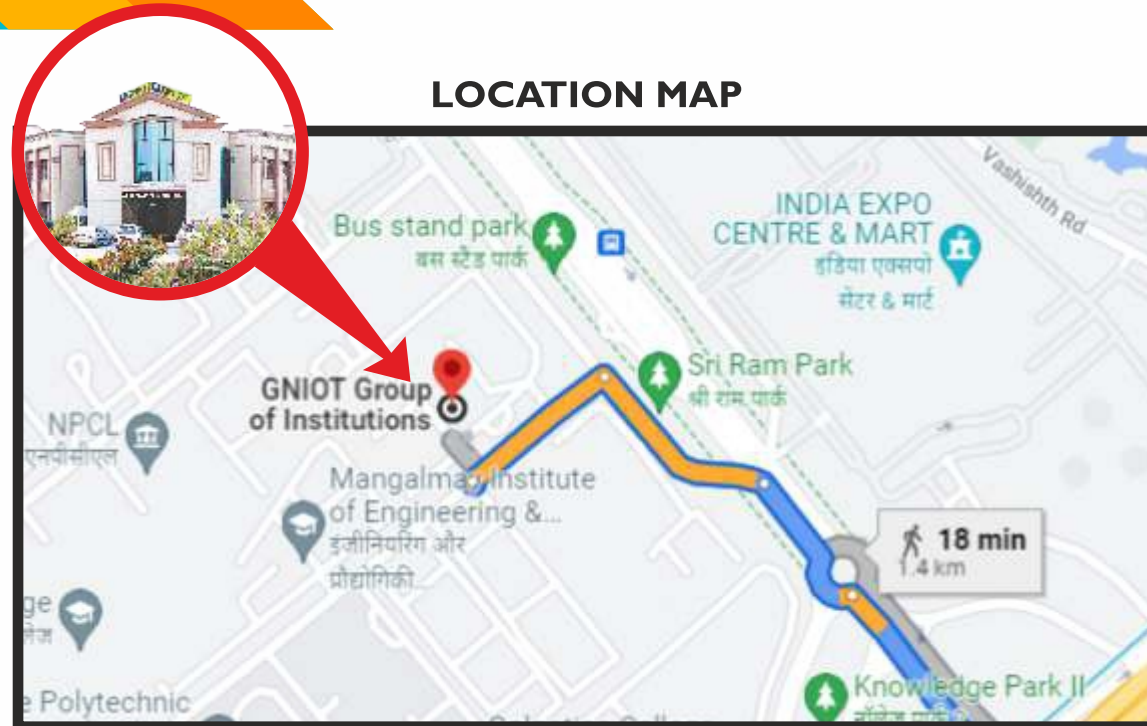 LOCATION MAP
Vashishth Rd
INDIA EXPO
CENTRE & MART
इंडिया एक्सपो
सेंटर & मार्ट
Bus stand park
बस स्टैंड पार्क
Sri Ram Park
श्री राम पार्क
GNIOT Group
of Institutions
NPCL
एनपीसीएल
Mangalmay Institute
of Engineering &...
इंजीनियरिंग और
प्रौद्योगिकी...
18 min
1.4 km
ge
लेज
Knowledge Park II
नॉलेज पार्क
e Polytechnic